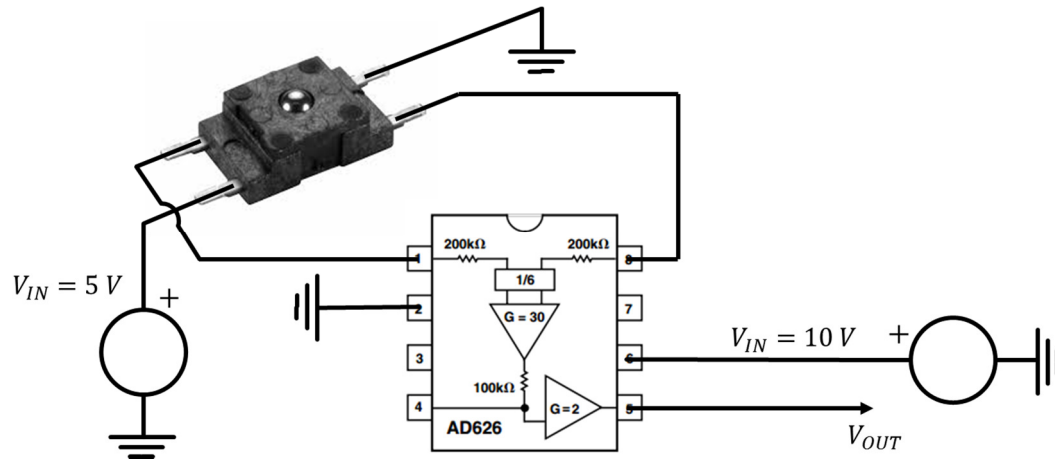 200kΩ 200kΩ
1 8
1/6
V_IN = 5 V +
2 G = 30 7
V_IN = 10 V +
3 6
100kΩ
4 G=2 5
AD626
V_OUT